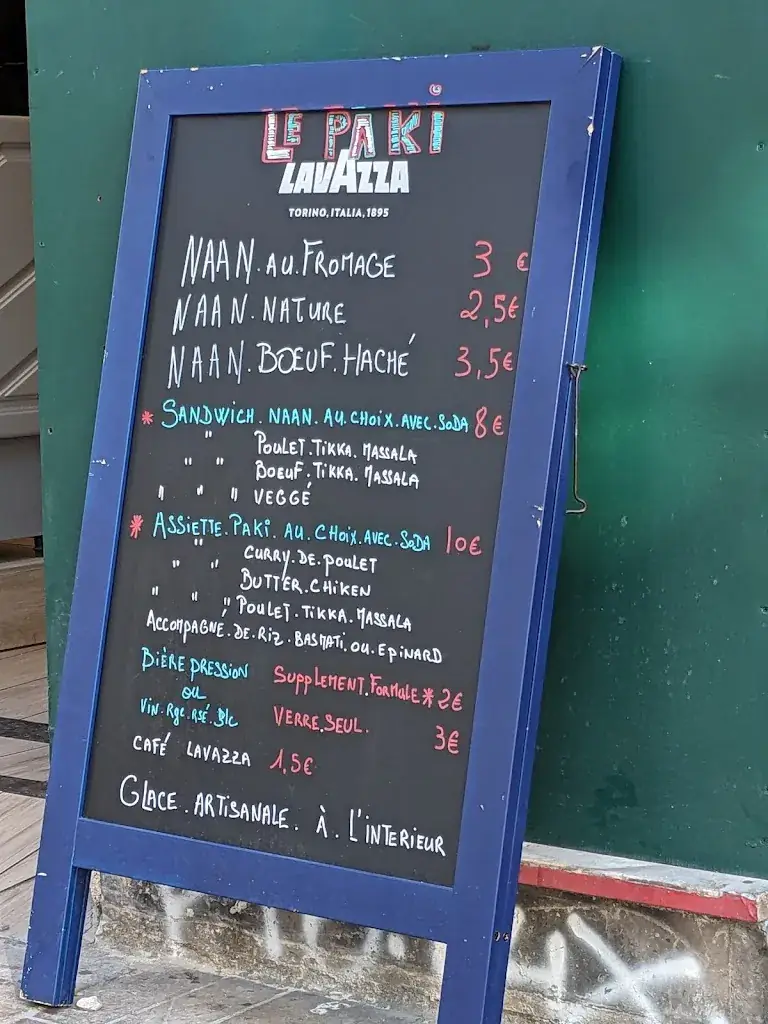 LE PAKi
LAVAZZA
TORINO, ITALIA, 1895
NAAN. AU. FROMAGE 3 €
NAAN. NATURE 2,5€
NAAN. BŒUF. HACHÉ 3,5€
* SANDWICH. NAAN. AU. CHOIX. AVEC. SODA 8€
" POULET. TIKKA. MASSALA
" " BOEUF. TIKKA. MASSALA
" " " VEGGÉ
* ASSIETTE. PAKI. AU. CHOIX. AVEC. SODA 10€
" CURRY. DE. POULET
" " BUTTER. CHIKEN
" " " POULET. TIKKA. MASSALA
ACCOMPAGNÉ. DE. RIZ. BASMATI. OU. EPINARD
BIÈRE PRESSION SUPPLEMENT. FORMULE * 2€
OU
VIN. Rge. RSÉ. Blc VERRE. SEUL. 3€
CAFÉ LAVAZZA 1,5€
GLACE. ARTISANALE. À. L'INTERIEUR